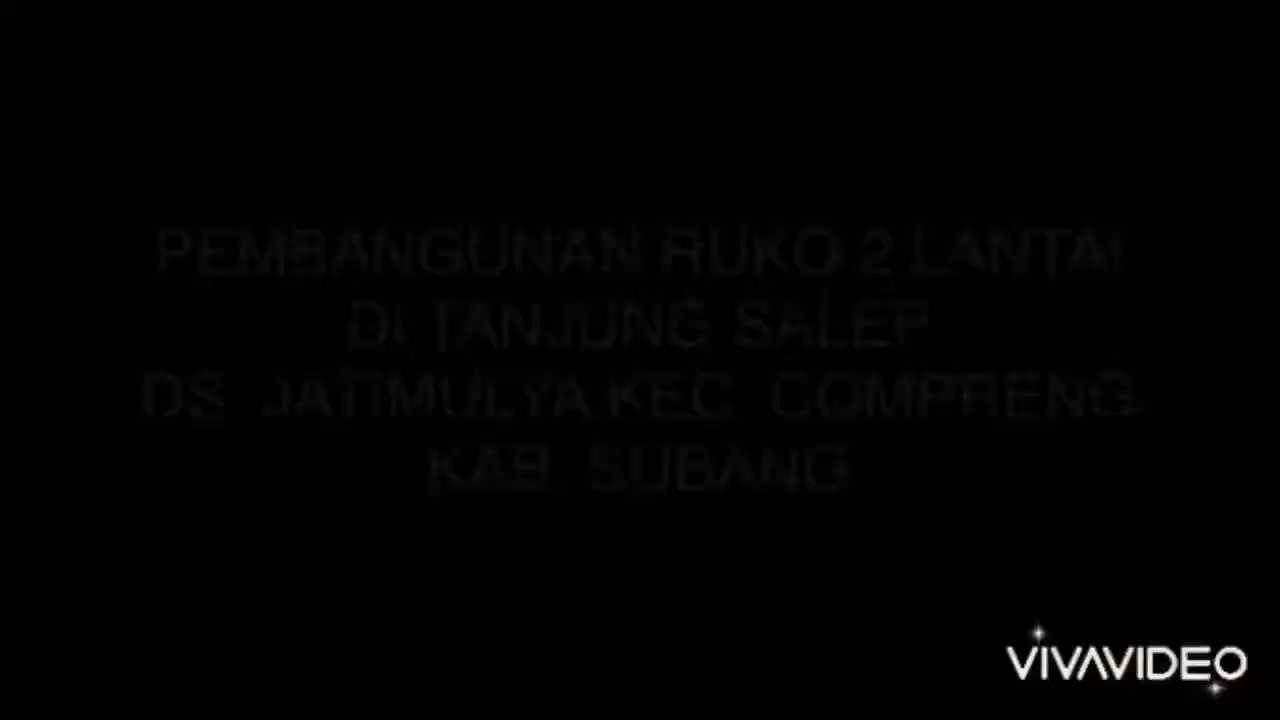 PEMBANGUNAN RUKO 2 LANTAI
DI TANJUNG SALEP
DS. JATIMULYA KEC. COMPRENG
KAB. SUBANG
VIVAVIDEO